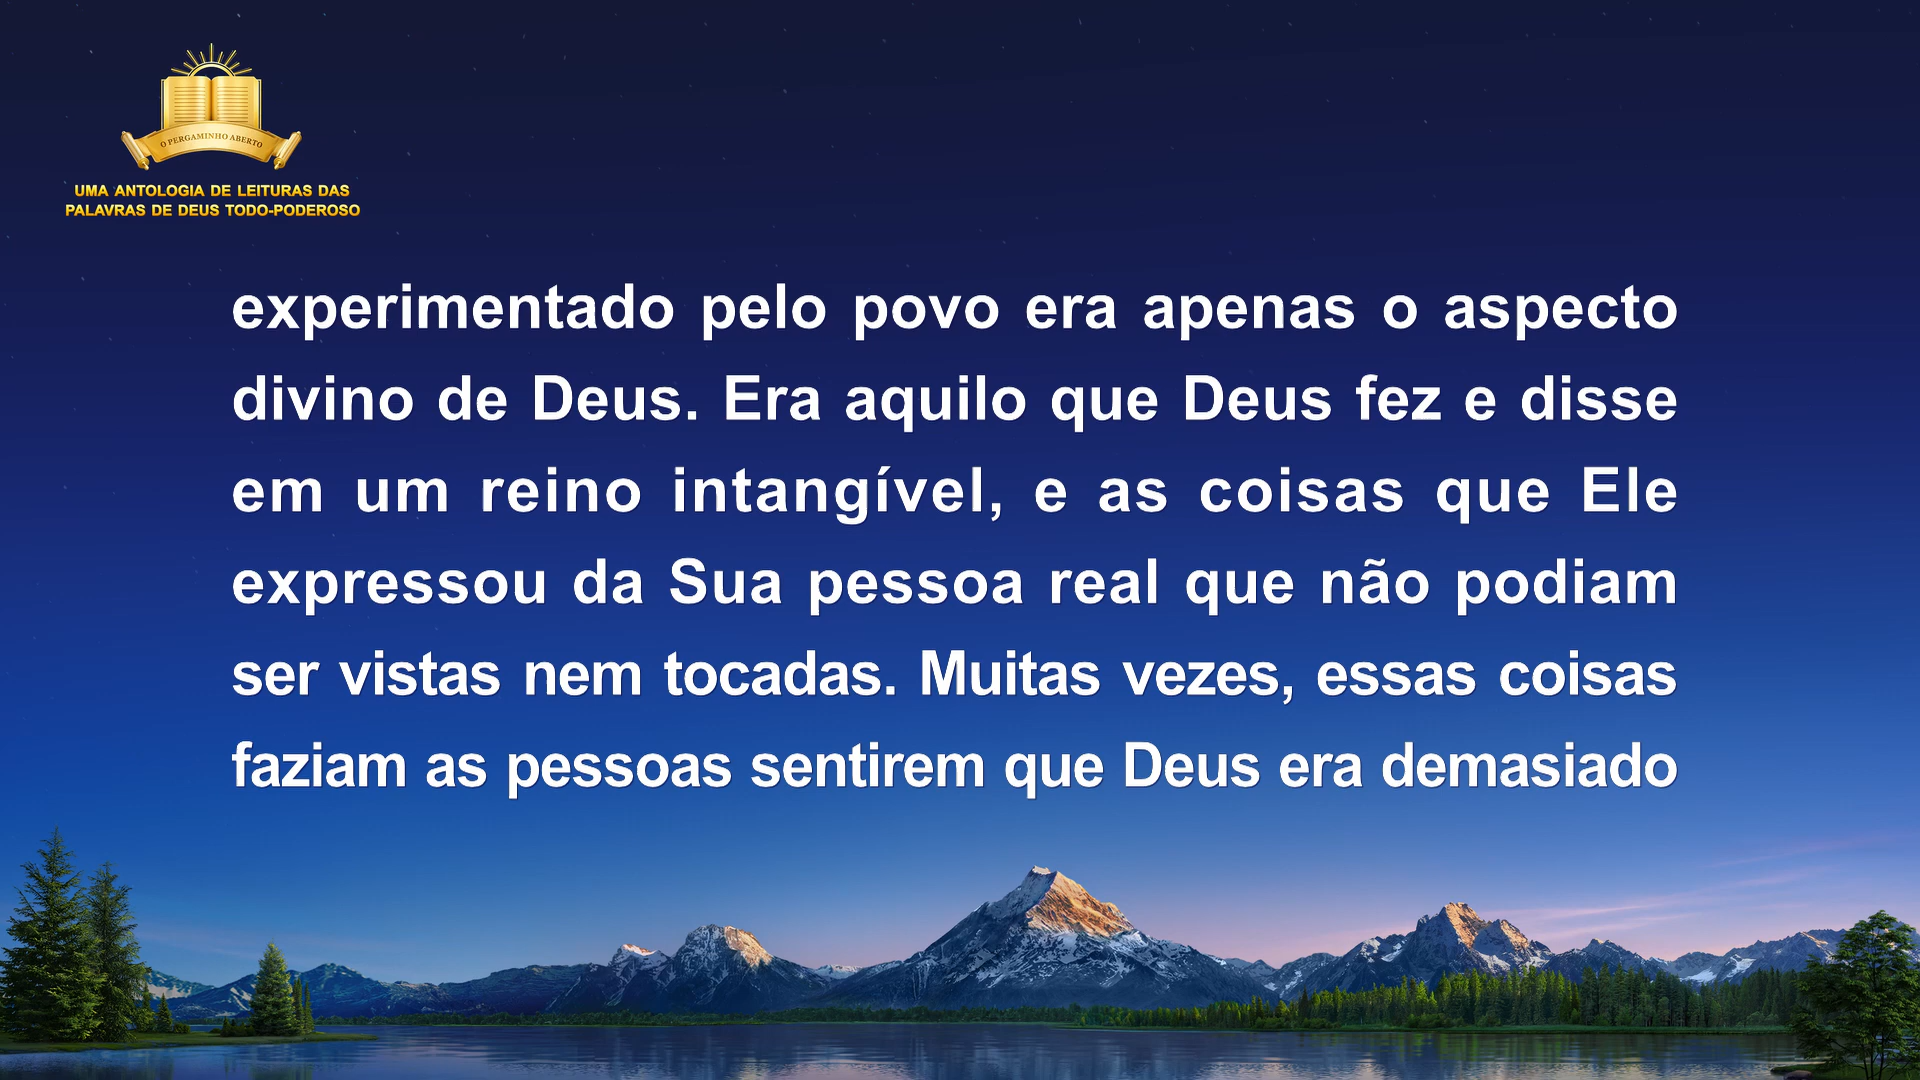 O PERGAMINHO ABERTO
UMA ANTOLOGIA DE LEITURAS DAS
PALAVRAS DE DEUS TODO-PODEROSO
experimentado pelo povo era apenas o aspecto
divino de Deus. Era aquilo que Deus fez e disse
em um reino intangível, e as coisas que Ele
expressou da Sua pessoa real que não podiam
ser vistas nem tocadas. Muitas vezes, essas coisas
faziam as pessoas sentirem que Deus era demasiado